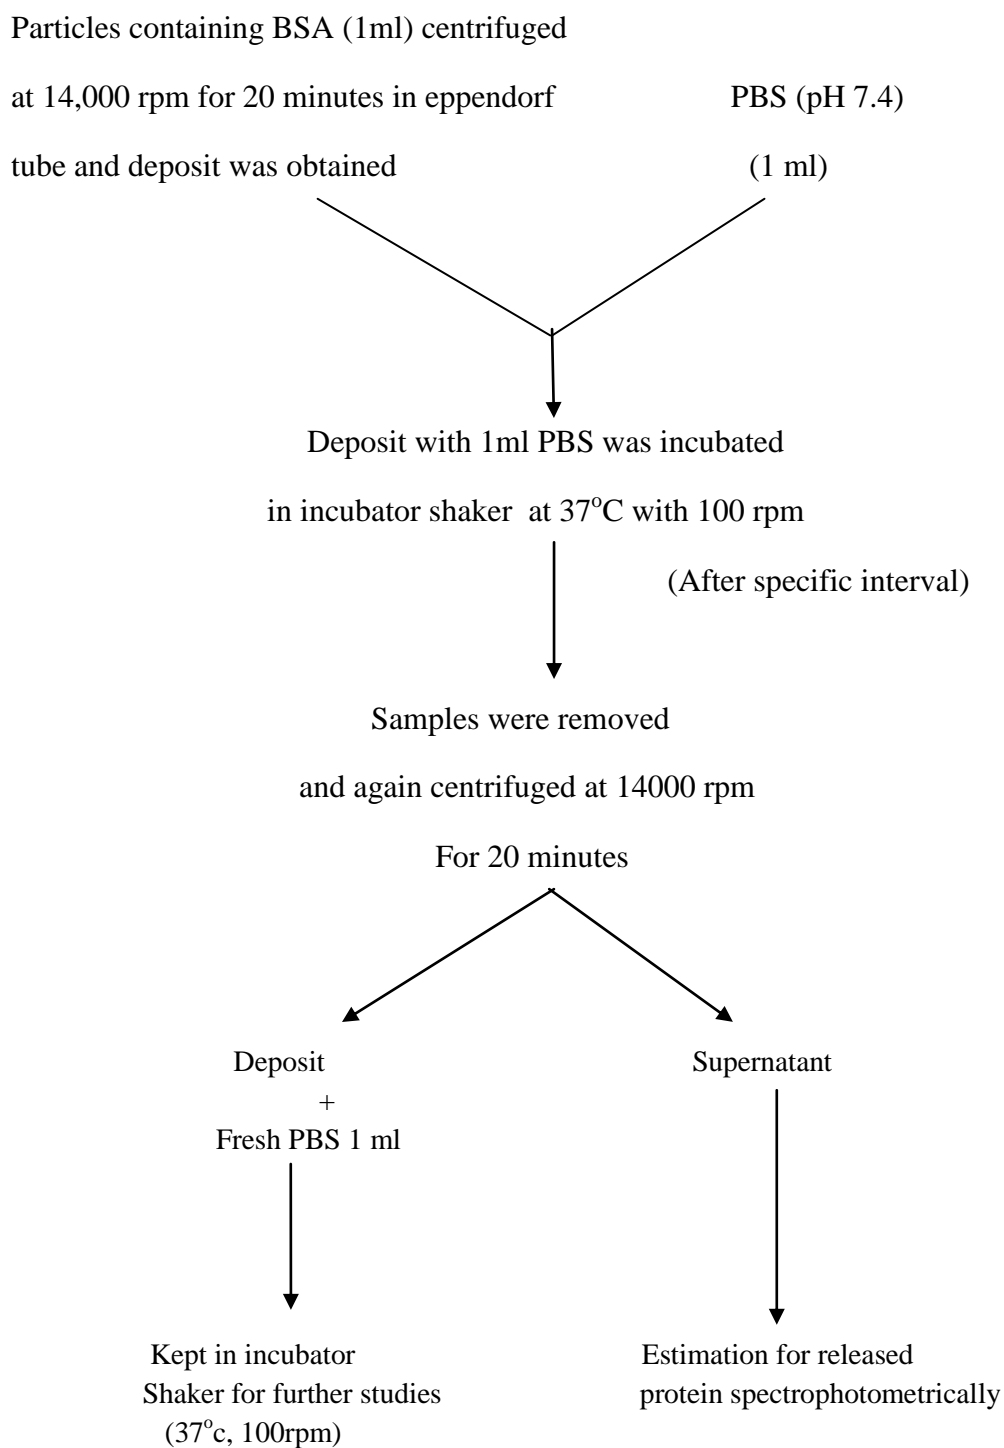 Particles containing BSA (1ml) centrifuged
at 14,000 rpm for 20 minutes in eppendorf
tube and deposit was obtained
PBS (pH 7.4)
(1 ml)
Deposit with 1ml PBS was incubated
in incubator shaker at 37°C with 100 rpm
(After specific interval)
Samples were removed
and again centrifuged at 14000 rpm
For 20 minutes
Deposit
+
Fresh PBS 1 ml
Supernatant
Kept in incubator
Shaker for further studies
(37°c, 100rpm)
Estimation for released
protein spectrophotometrically